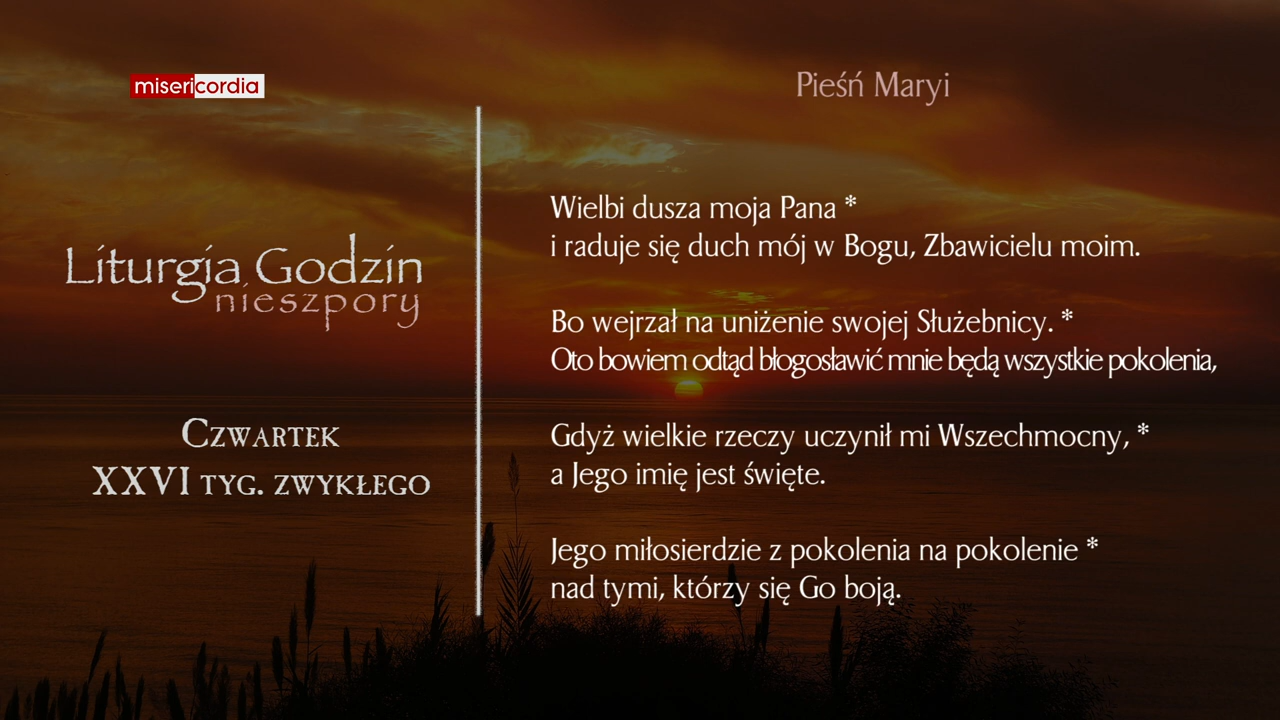 misericordia
Liturgia Godzin
nieszpory
Czwartek
XXVI tyg. zwykłego
Pieśń Maryi
Wielbi dusza moja Pana *
i raduje się duch mój w Bogu, Zbawicielu moim.
Bo wejrzał na uniżenie swojej Służebnicy. *
Oto bowiem odtąd błogosławić mnie będą wszystkie pokolenia,
Gdyż wielkie rzeczy uczynił mi Wszechmocny, *
a Jego imię jest święte.
Jego miłosierdzie z pokolenia na pokolenie *
nad tymi, którzy się Go boją.